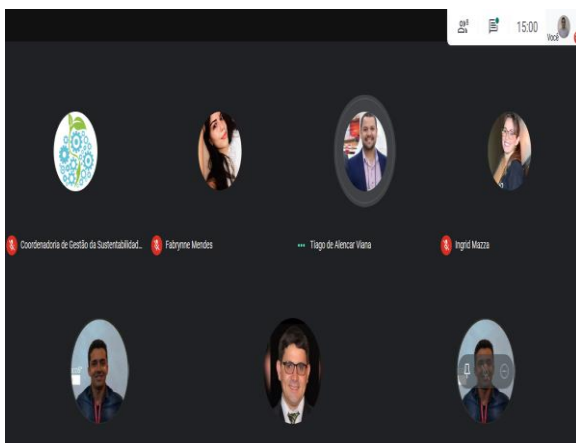 15:00
Você
Coordenadoria de Gestão da Sustentabilidad...
Fabrynne Mendes
Tiago de Alencar Viana
Ingrid Mazza